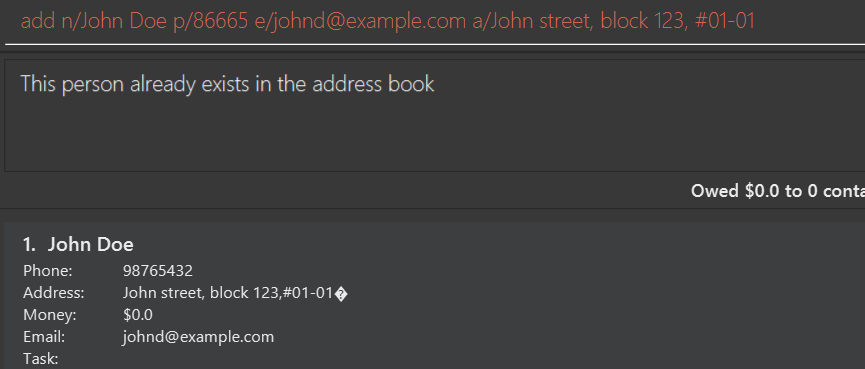 add n/John Doe p/86665 e/johnd@example.com a/John street, block 123, #01-01
This person already exists in the address book
Owed $0.0 to 0 conta
1. John Doe
Phone: 98765432
Address: John street, block 123,#01-01�
Money: $0.0
Email: johnd@example.com
Task: